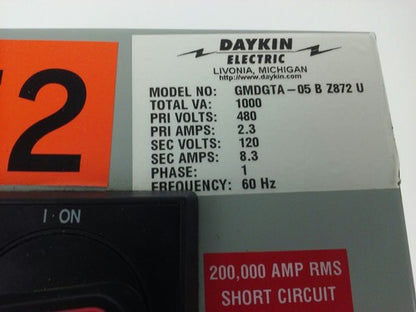 DAYKIN
ELECTRIC
LIVONIA, MICHIGAN
http://www.daykin.com
MODEL NO: GMDGTA-05 B Z872 U
TOTAL VA: 1000
PRI VOLTS: 480
PRI AMPS: 2.3
SEC VOLTS: 120
SEC AMPS: 8.3
PHASE: 1
FREQUENCY: 60 Hz
2
I·ON
200,000 AMP RMS
SHORT CIRCUIT